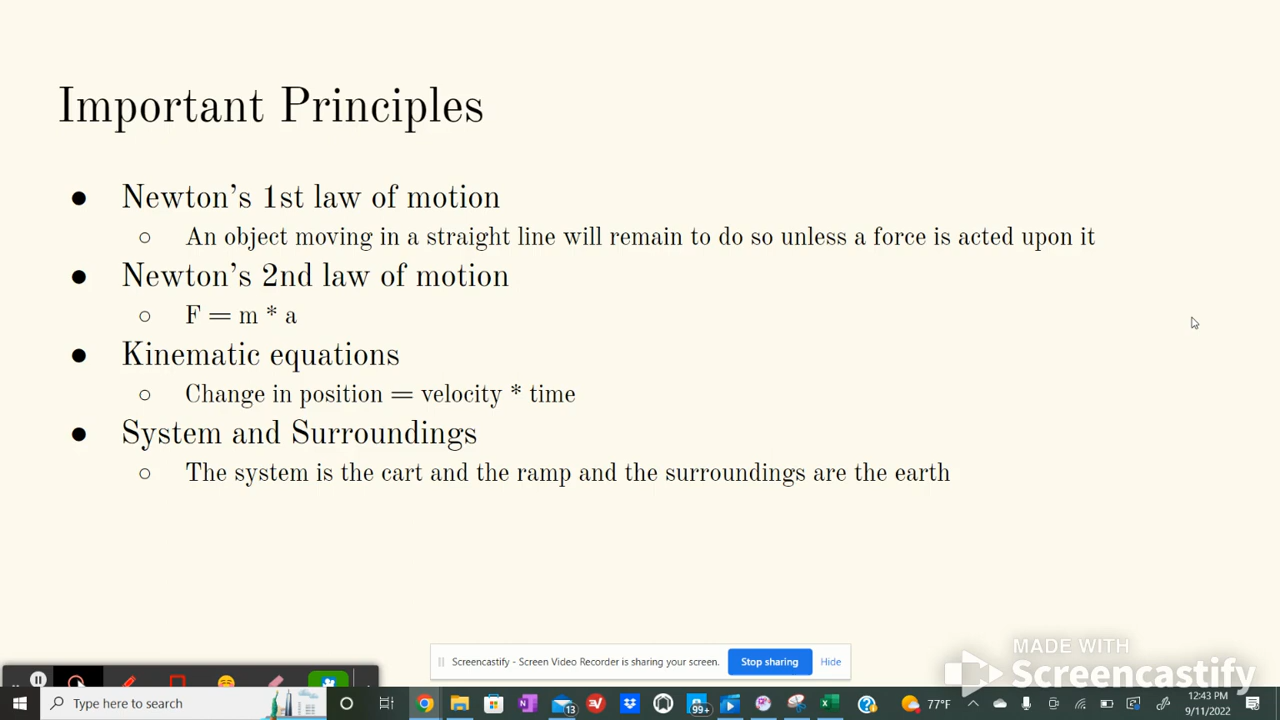 Important Principles
● Newton's 1st law of motion
○ An object moving in a straight line will remain to do so unless a force is acted upon it
● Newton's 2nd law of motion
○ F = m * a
● Kinematic equations
○ Change in position = velocity * time
● System and Surroundings
○ The system is the cart and the ramp and the surroundings are the earth
MADE WITH
Screencastify
Screencastify - Screen Video Recorder is sharing your screen. Stop sharing Hide
Type here to search
13
99+
77°F
12:43 PM
9/11/2022